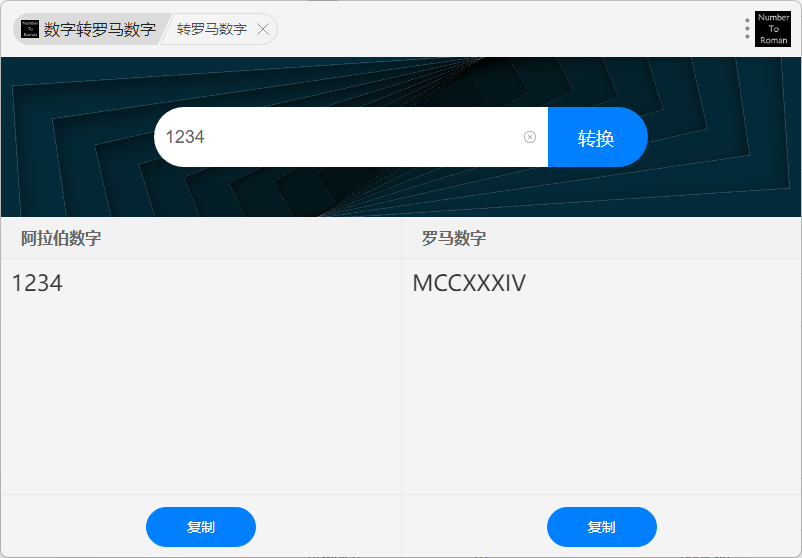 Number
To
Roman
数字转罗马数字
转罗马数字
Number
To
Roman
1234
转换
阿拉伯数字
罗马数字
1234
MCCXXXIV
复制
复制